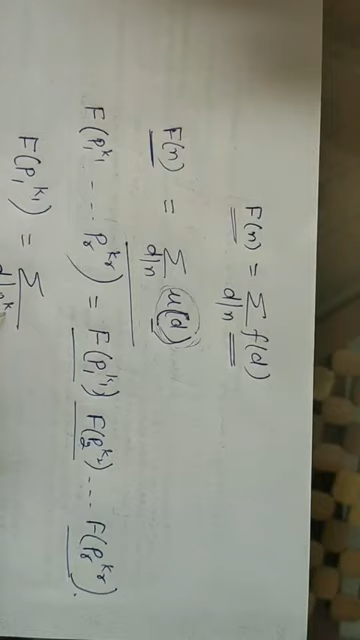 F(n) = Σ_{d|n} f(d)
F(n) = Σ_{d|n} μ(d)
F(p₁^{k₁} ---- p_r^{k_r}) = F(p₁^{k₁}) F(p₂^{k₂}) --- F(p_r^{k_r}).
F(p₁^{k₁}) = Σ